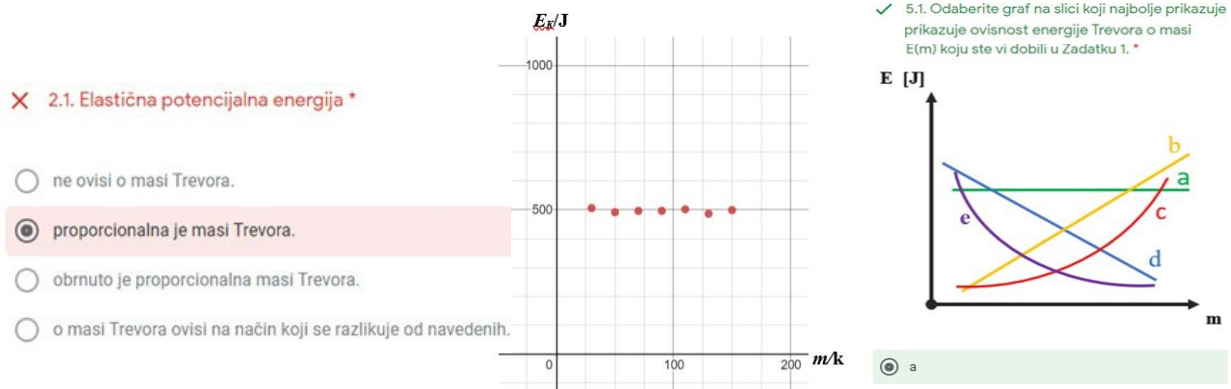 2.1. Elastična potencijalna energija *
ne ovisi o masi Trevora.
proporcionalna je masi Trevora.
obrnuto je proporcionalna masi Trevora.
o masi Trevora ovisi na način koji se razlikuje od navedenih.
EK/J
1000
500
0
100
200
m/k
5.1. Odaberite graf na slici koji najbolje prikazuje
prikazuje ovisnost energije Trevora o masi
E(m) koju ste vi dobili u Zadatku 1. *
E [J]
b
a
c
e
d
m
a